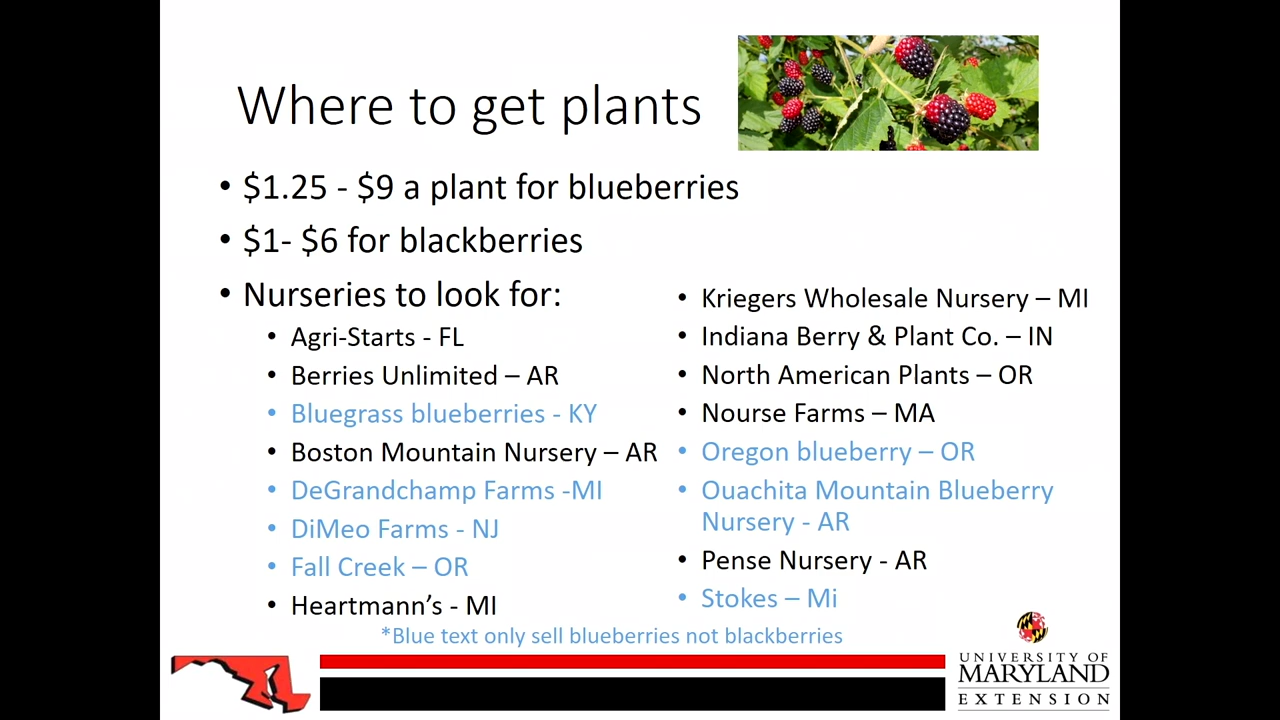 Where to get plants
• $1.25 - $9 a plant for blueberries
• $1- $6 for blackberries
• Nurseries to look for:
• Agri-Starts - FL
• Berries Unlimited – AR
• Bluegrass blueberries - KY
• Boston Mountain Nursery – AR
• DeGrandchamp Farms -MI
• DiMeo Farms - NJ
• Fall Creek – OR
• Heartmann’s - MI
• Kriegers Wholesale Nursery – MI
• Indiana Berry & Plant Co. – IN
• North American Plants – OR
• Nourse Farms – MA
• Oregon blueberry – OR
• Ouachita Mountain Blueberry
Nursery - AR
• Pense Nursery - AR
• Stokes – Mi
*Blue text only sell blueberries not blackberries
UNIVERSITY OF
MARYLAND
EXTENSION